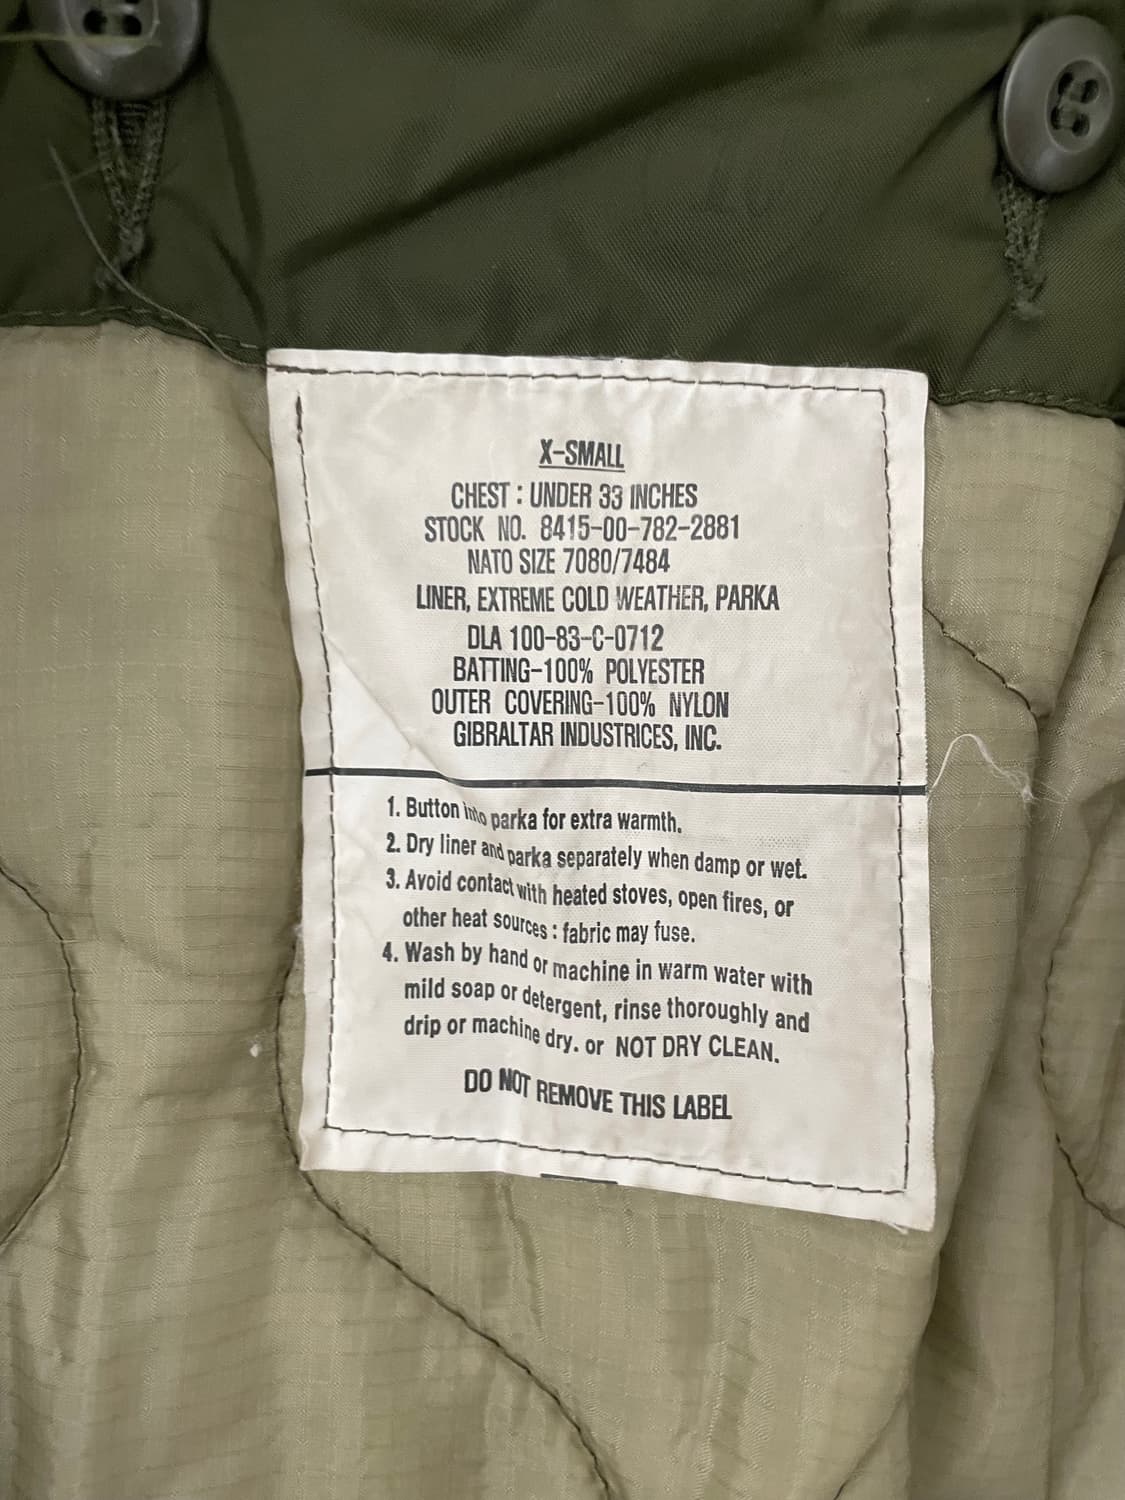 X-SMALL
CHEST : UNDER 33 INCHES
STOCK NO. 8415-00-782-2881
NATO SIZE 7080/7484
LINER, EXTREME COLD WEATHER, PARKA
DLA 100-83-C-0712
BATTING-100% POLYESTER
OUTER COVERING-100% NYLON
GIBRALTAR INDUSTRICES, INC.
1. Button into parka for extra warmth.
2. Dry liner and parka separately when damp or wet.
3. Avoid contact with heated stoves, open fires, or
other heat sources : fabric may fuse.
4. Wash by hand or machine in warm water with
mild soap or detergent, rinse thoroughly and
drip or machine dry. or NOT DRY CLEAN.
DO NOT REMOVE THIS LABEL